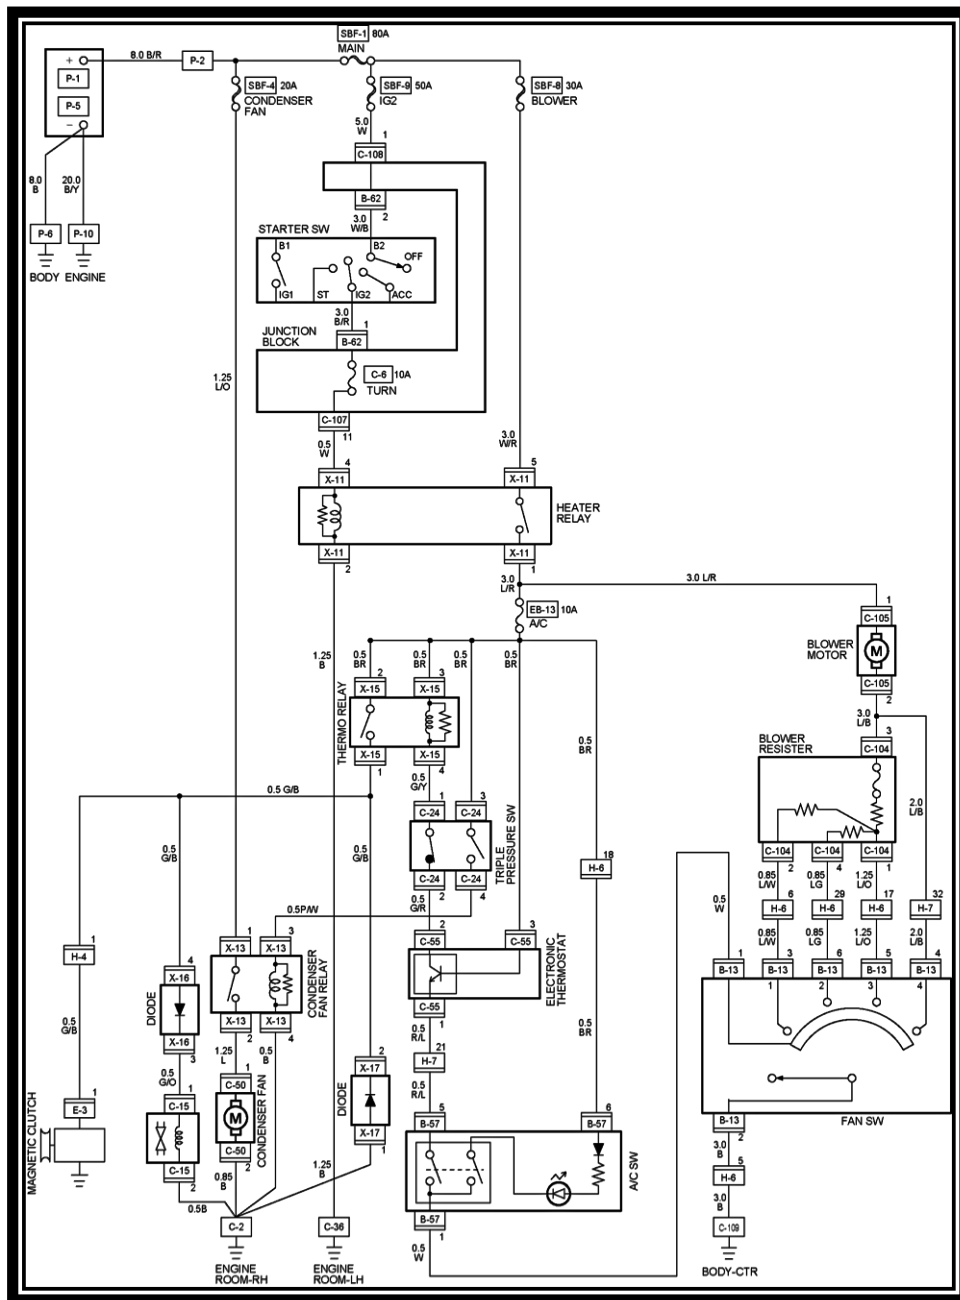 SBF-1 80A
MAIN
8.0 B/R
P-2
+
P-1
P-5
−
SBF-4 20A
CONDENSER
FAN
SBF-9 50A
IG2
SBF-8 30A
BLOWER
5.0
W
1
C-108
8.0
B
20.0
B/Y
B-62
3.0
W/B
2
P-6
P-10
BODY
ENGINE
STARTER SW
B1
B2
OFF
IG1
ST
IG2
ACC
3.0
B/R
1
JUNCTION
BLOCK
B-62
C-6 10A
TURN
1.25
L/O
C-107
11
0.5
W
3.0
W/R
4
X-11
5
X-11
HEATER
RELAY
X-11
2
X-11
1
3.0
L/R
3.0 L/R
EB-13 10A
A/C
1
C-105
BLOWER
MOTOR
M
C-105
2
1.25
B
0.5
BR
2
0.5
BR
3
0.5
BR
0.5
BR
X-15
X-15
THERMO RELAY
X-15
1
X-15
4
0.5
BR
3.0
L/B
3
C-104
BLOWER
RESISTER
0.5
G/Y
0.5 G/B
1
C-24
3
C-24
TRIPLE
PRESSURE SW
C-24
2
C-24
4
2.0
L/B
C-104
2
C-104
4
C-104
1
0.5
G/B
0.5
G/B
18
H-6
0.5
G/R
0.5P/W
0.5
W
0.85
L/W
6
0.85
LG
29
1.25
L/O
17
32
H-6
H-6
H-6
H-7
0.85
L/W
0.85
LG
1.25
L/O
2.0
L/B
1
H-4
1
X-13
3
X-13
2
C-55
3
C-55
ELECTRONIC
THERMOSTAT
1
B-13
3
B-13
6
B-13
5
B-13
4
B-13
1
2
3
4
4
X-16
DIODE
X-16
3
CONDENSER
FAN RELAY
X-13
2
X-13
4
C-55
1
0.5
G/B
0.5
G/O
1.25
L
0.5
B
0.5
R/L
21
H-7
0.5
BR
2
X-17
DIODE
X-17
1
0.5
R/L
1
C-50
M
C-50
2
CONDENSER FAN
1
E-3
MAGNETIC CLUTCH
1
C-15
C-15
2
5
B-57
6
B-57
A/C SW
B-57
1
B-13
2
FAN SW
3.0
B
5
H-6
3.0
B
0.5B
0.85
B
1.25
B
C-2
C-36
C-109
0.5
W
ENGINE
ROOM-RH
ENGINE
ROOM-LH
BODY-CTR